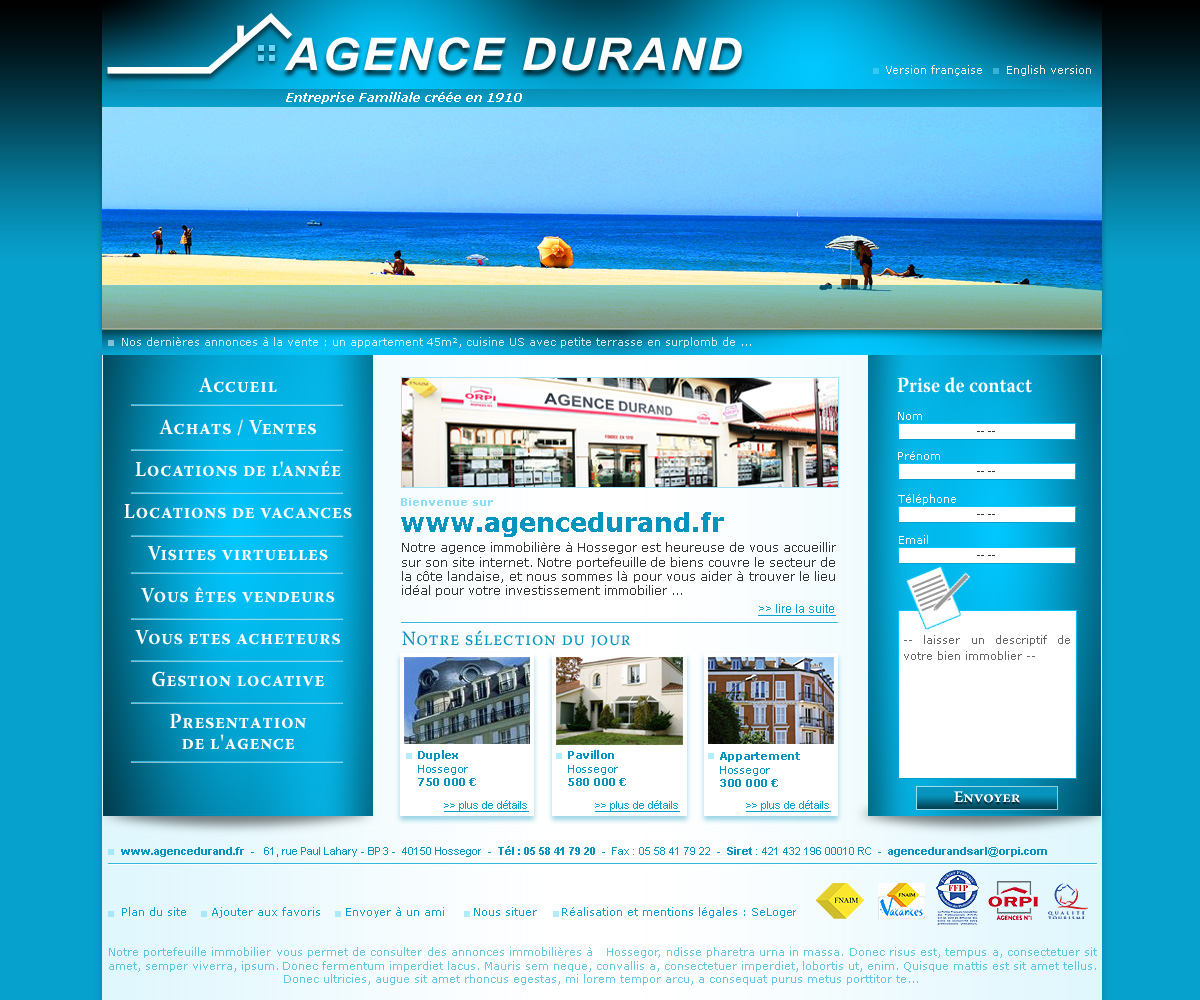 AGENCE DURAND
Version française
English version
Entreprise Familiale créée en 1910
Nos dernières annonces à la vente : un appartement 45m², cuisine US avec petite terrasse en surplomb de ...
Accueil
Achats / Ventes
Locations de l'année
Locations de vacances
Visites virtuelles
Vous êtes vendeurs
Vous etes acheteurs
Gestion locative
Presentation
de l'agence
FNAIM
ORPI
AGENCE DURAND
ORPI
FONDÉE EN 1910
Bienvenue sur
www.agencedurand.fr
Notre agence immobilière à Hossegor est heureuse de vous accueillir
sur son site internet. Notre portefeuille de biens couvre le secteur de
la côte landaise, et nous sommes là pour vous aider à trouver le lieu
idéal pour votre investissement immobilier ...
>> lire la suite
Notre sélection du jour
Duplex
Hossegor
750 000 €
>> plus de détails
Pavillon
Hossegor
580 000 €
>> plus de détails
Appartement
Hossegor
300 000 €
>> plus de détails
Prise de contact
Nom
-- --
Prénom
-- --
Téléphone
-- --
Email
-- --
-- laisser un descriptif de
votre bien immoblier --
Envoyer
www.agencedurand.fr - 61, rue Paul Lahary - BP 3 - 40150 Hossegor - Tél : 05 58 41 79 20 - Fax : 05 58 41 79 22 - Siret : 421 432 196 00010 RC - agencedurandsarl@orpi.com
Plan du site
Ajouter aux favoris
Envoyer à un ami
Nous situer
Réalisation et mentions légales : SeLoger
FNAIM
FNAIM
Vacances
FFIP
ORPI
AGENCES N°1
QUALITÉ
TOURISME
Notre portefeuille immobilier vous permet de consulter des annonces immobilières à Hossegor, ndisse pharetra urna in massa. Donec risus est, tempus a, consectetuer sit
amet, semper viverra, ipsum. Donec fermentum imperdiet lacus. Mauris sem neque, convallis a, consectetuer imperdiet, lobortis ut, enim. Quisque mattis est sit amet tellus.
Donec ultricies, augue sit amet rhoncus egestas, mi lorem tempor arcu, a consequat purus metus porttitor te...